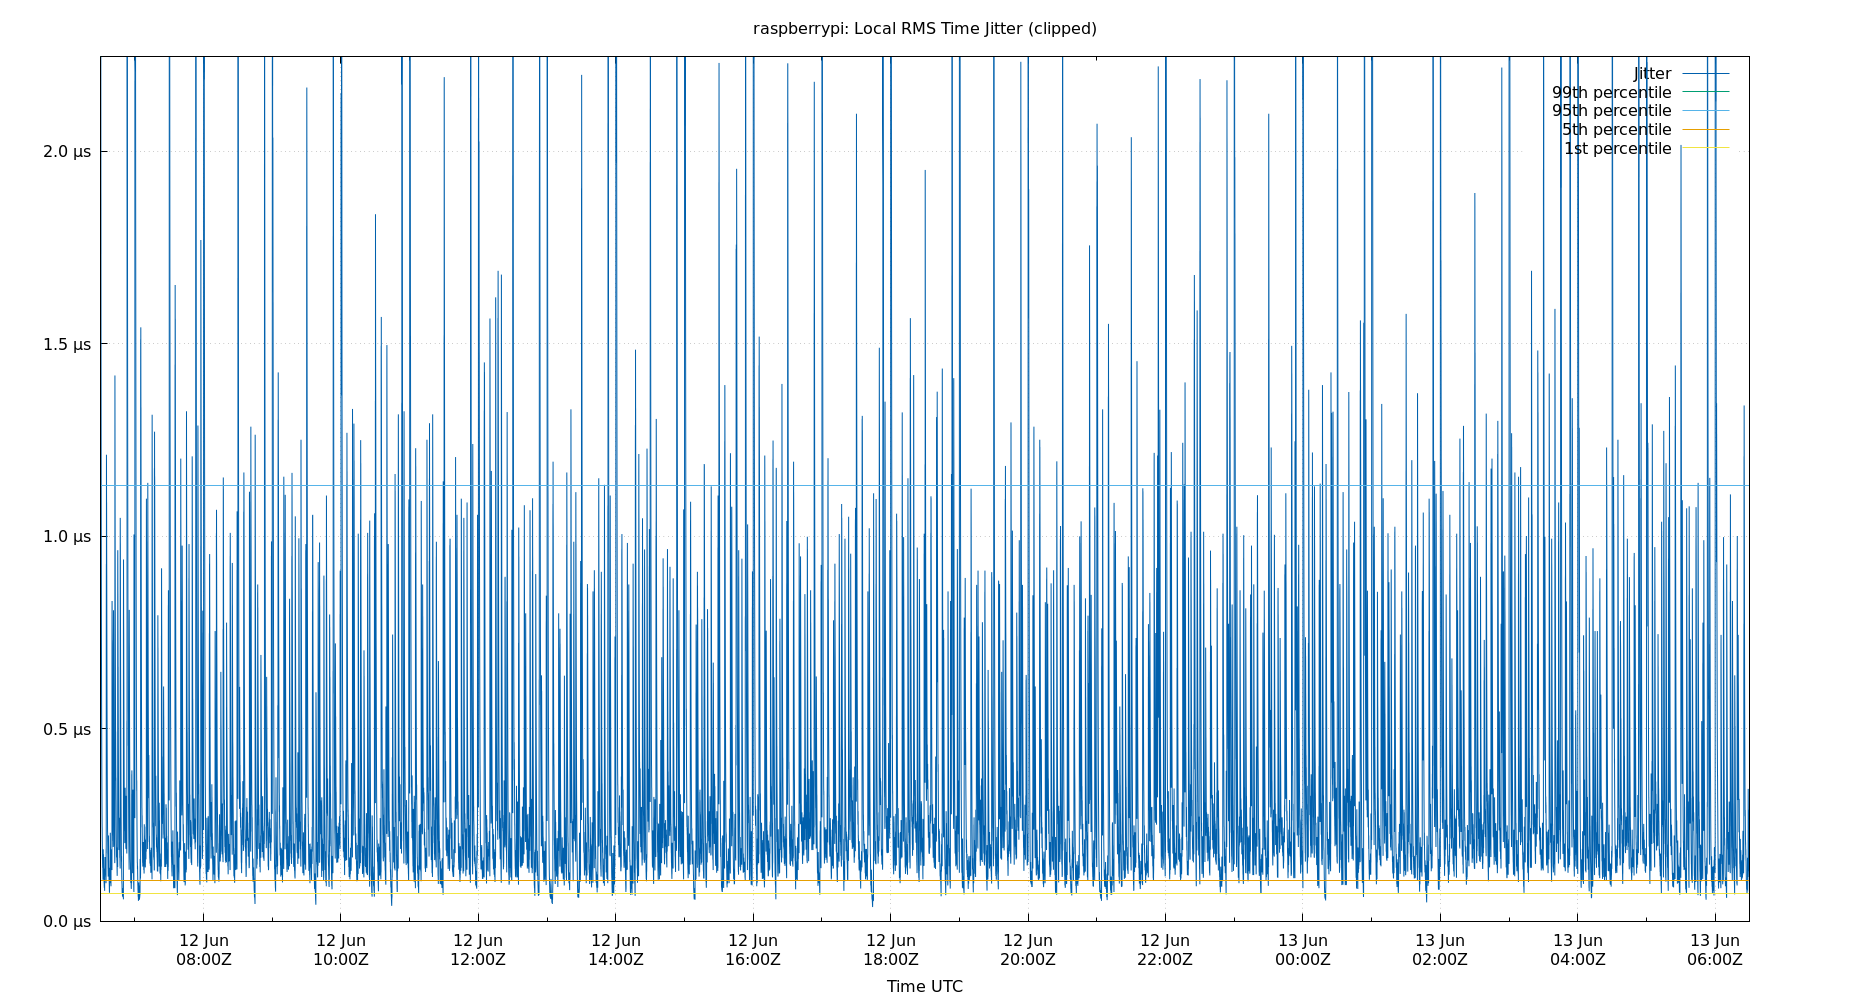 raspberrypi: Local RMS Time Jitter (clipped)
Jitter
99th percentile
95th percentile
5th percentile
1st percentile
2.0 µs
1.5 µs
1.0 µs
0.5 µs
0.0 µs
12 Jun 12 Jun 12 Jun 12 Jun 12 Jun 12 Jun 12 Jun 12 Jun 13 Jun 13 Jun 13 Jun 13 Jun
08:00Z 10:00Z 12:00Z 14:00Z 16:00Z 18:00Z 20:00Z 22:00Z 00:00Z 02:00Z 04:00Z 06:00Z
Time UTC